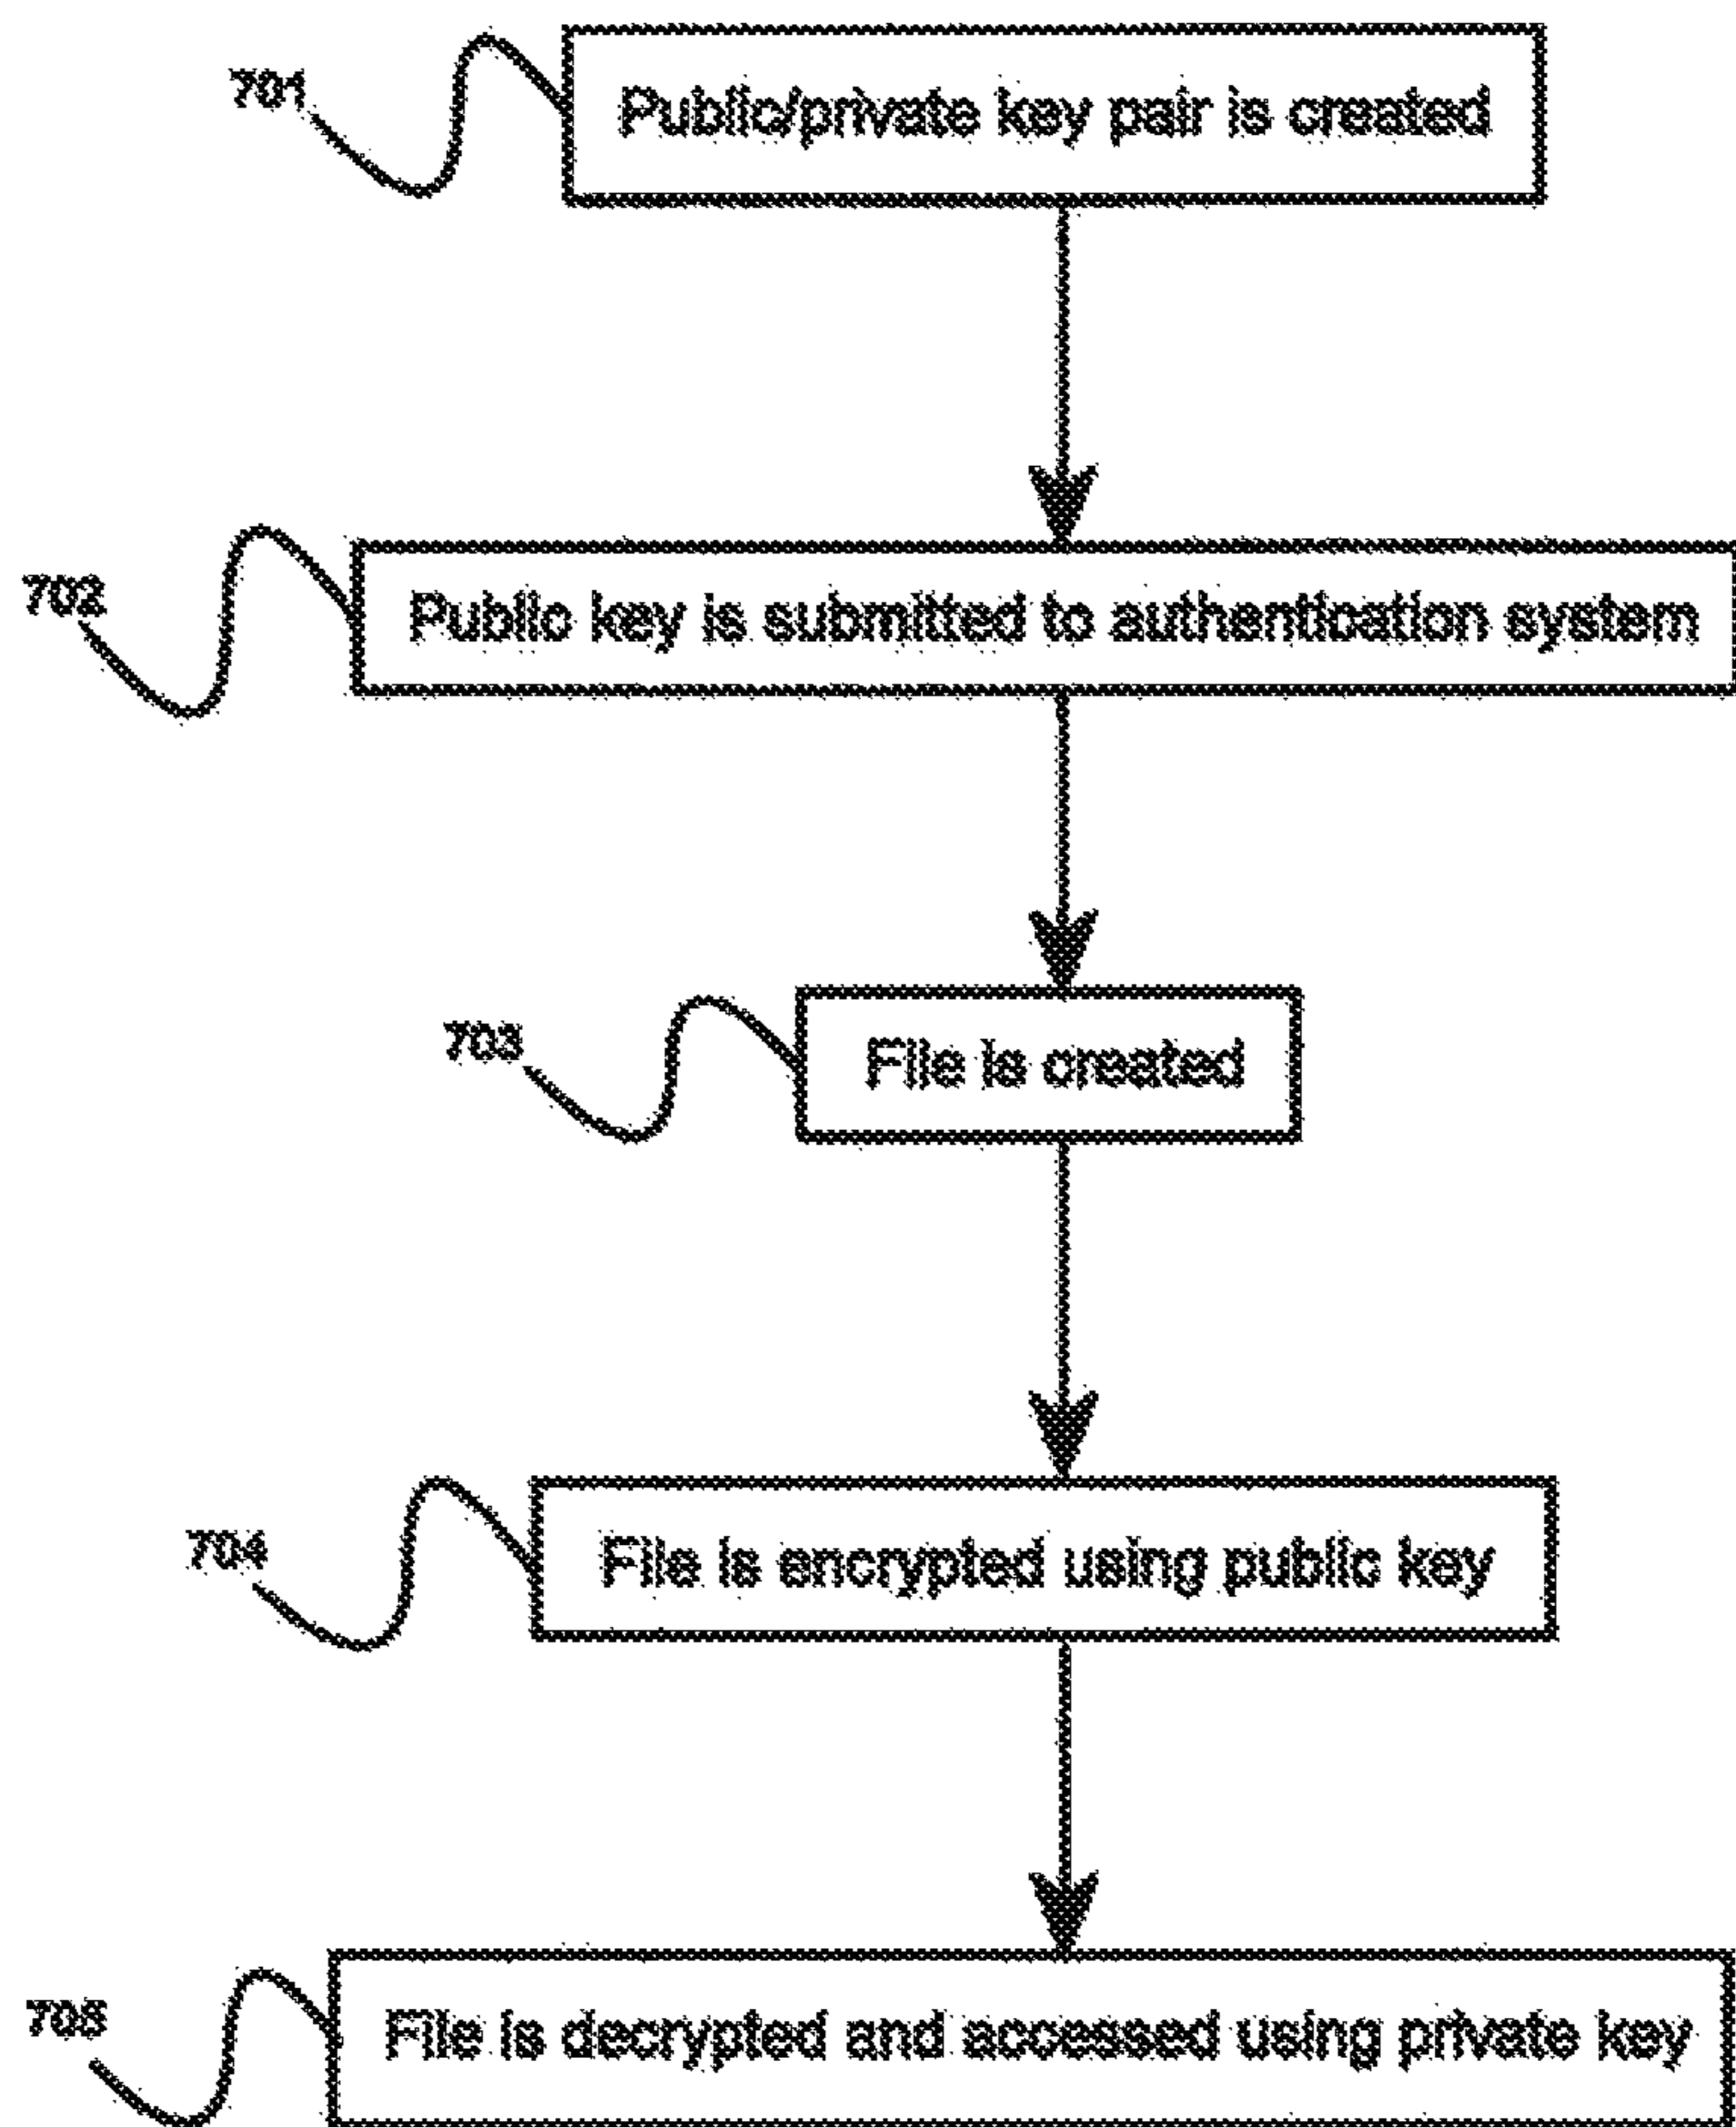 701
Public/private key pair is created
702
Public key is submitted to authentication system
703
File is created
704
File is encrypted using public key
705
File is decrypted and accessed using private key